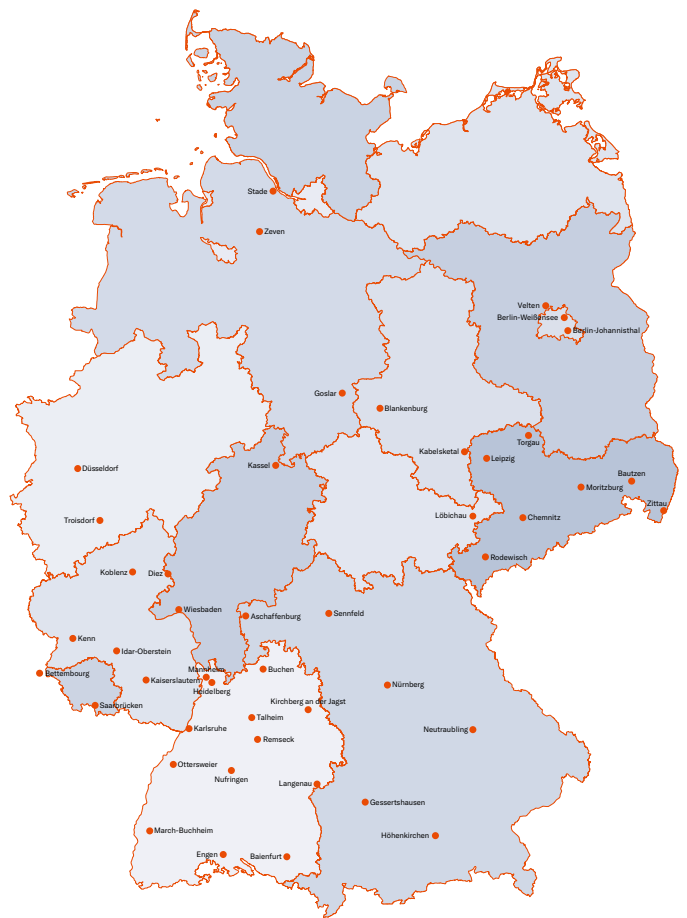 Stade
Zeven
Velten
Berlin-Weißensee
Berlin-Johannisthal
Goslar
Blankenburg
Torgau
Kabelsketal
Leipzig
Kassel
Düsseldorf
Bautzen
Moritzburg
Zittau
Troisdorf
Löbichau
Chemnitz
Rodewisch
Koblenz
Diez
Wiesbaden
Aschaffenburg
Sennfeld
Kenn
Idar-Oberstein
Bettembourg
Mannheim
Buchen
Kaiserslautern
Heidelberg
Nürnberg
Saarbrücken
Kirchberg an der Jagst
Talheim
Karlsruhe
Neutraubling
Remseck
Ottersweier
Nufringen
Langenau
Gessertshausen
March-Buchheim
Höhenkirchen
Engen
Baienfurt